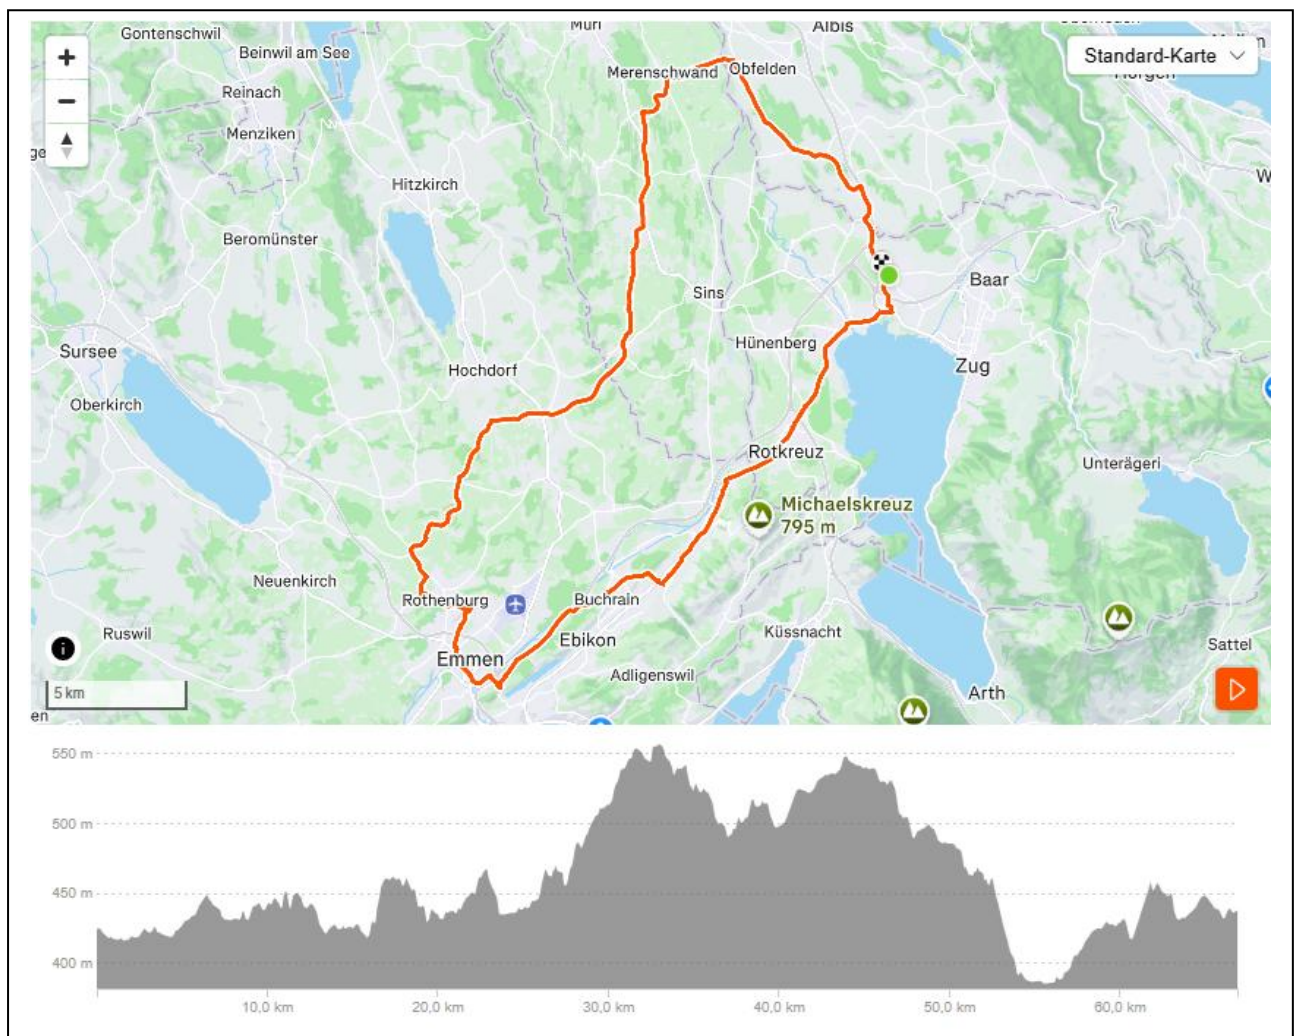 Gontenschwil
Muri
Albis
Beinwil am See
Standard-Karte
Horgen
Merenschwand
Obfelden
Reinach
Menziken
Hitzkirch
Beromünster
Baar
Sins
Hünenberg
Sursee
Zug
Hochdorf
Oberkirch
Rotkreuz
Unterägeri
Michaelskreuz
795 m
Neuenkirch
Rothenburg
Buchrain
Ruswil
Ebikon
Küssnacht
Sattel
Emmen
Adligenswil
Arth
5 km
550 m
500 m
450 m
400 m
10,0 km 20,0 km 30,0 km 40,0 km 50,0 km 60,0 km